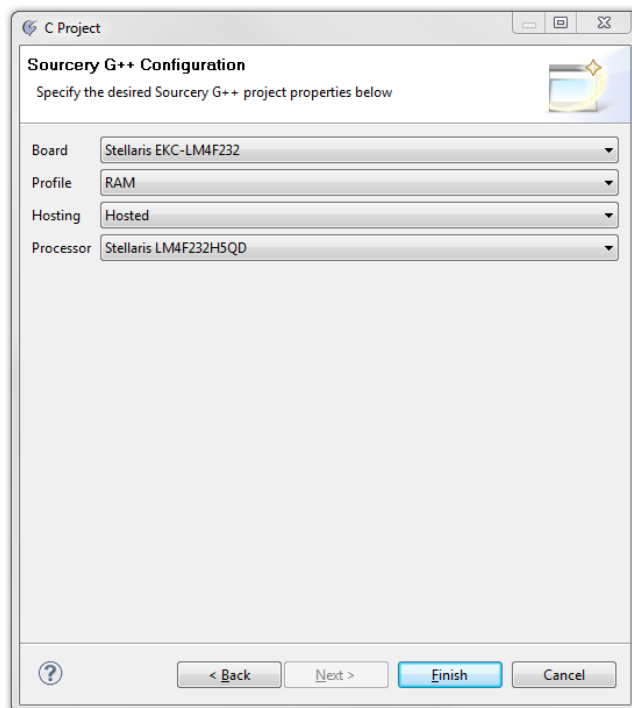 C Project
Sourcery G++ Configuration
Specify the desired Sourcery G++ project properties below
Board Stellaris EKC-LM4F232
Profile RAM
Hosting Hosted
Processor Stellaris LM4F232H5QD
? < Back Next > Finish Cancel